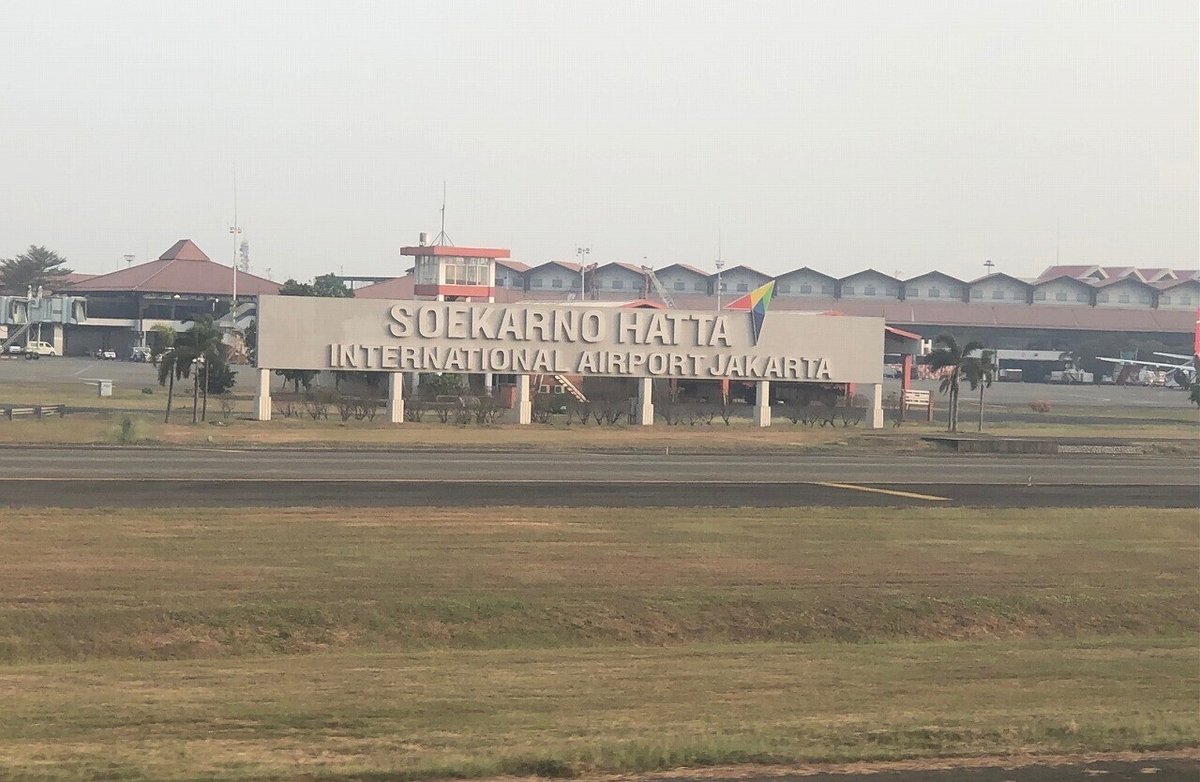 SOEKARNO HATTA
INTERNATIONAL AIRPORT JAKARTA